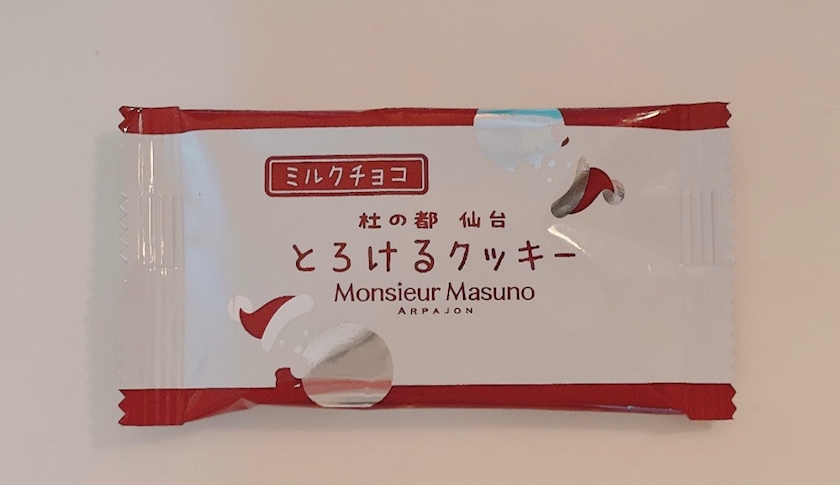 ミルクチョコ
杜の都 仙台
とろけるクッキー
Monsieur Masuno
ARPAJON